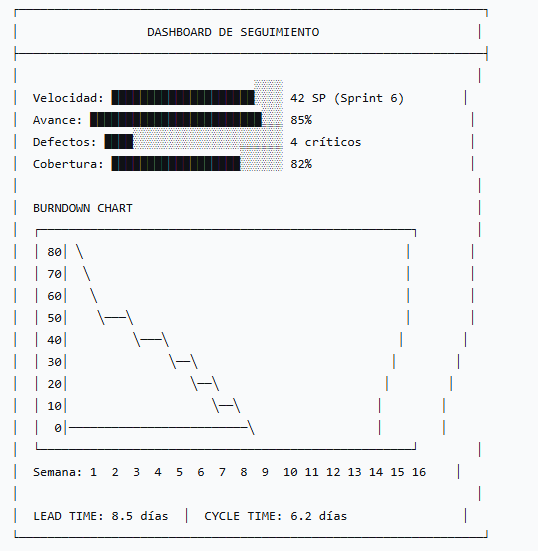 DASHBOARD DE SEGUIMIENTO
Velocidad: 42 SP (Sprint 6)
Avance: 85%
Defectos: 4 críticos
Cobertura: 82%
BURNDOWN CHART
80
70
60
50
40
30
20
10
0
Semana: 1 2 3 4 5 6 7 8 9 10 11 12 13 14 15 16
LEAD TIME: 8.5 días │ CYCLE TIME: 6.2 días